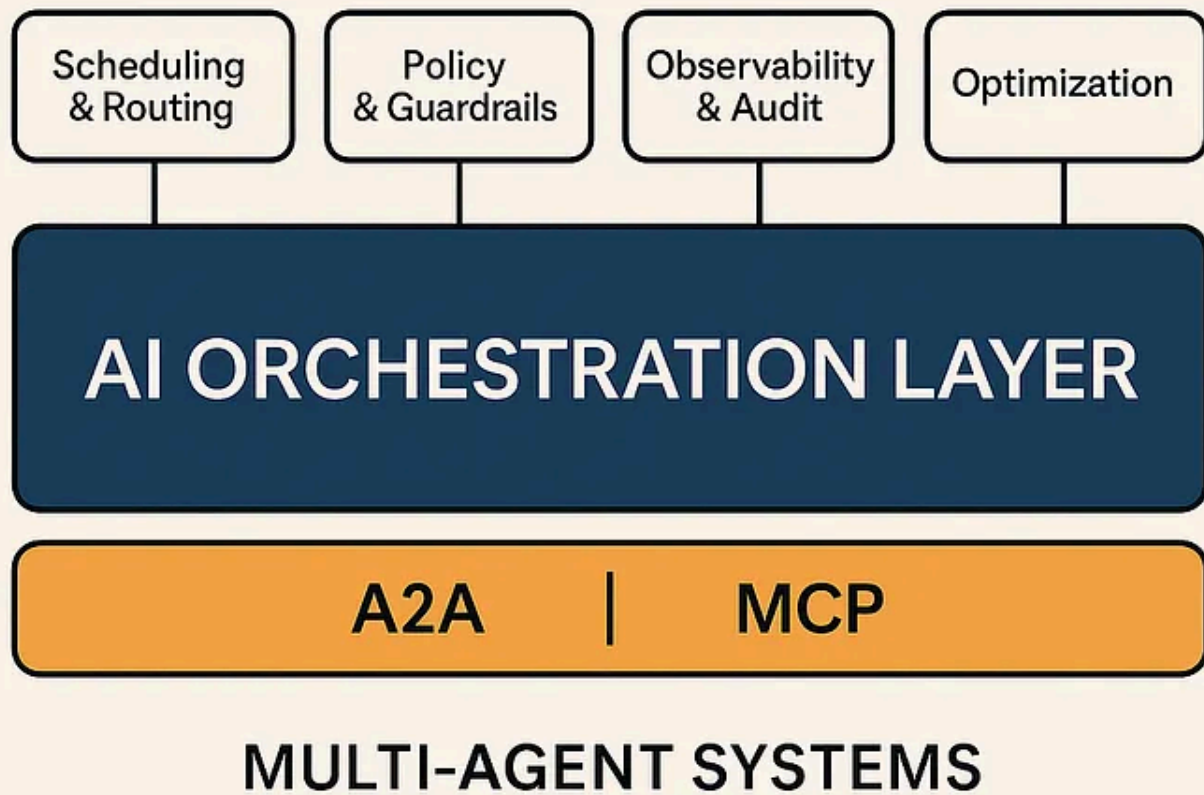 Scheduling
& Routing
Policy
& Guardrails
Observability
& Audit
Optimization
AI ORCHESTRATION LAYER
A2A | MCP
MULTI-AGENT SYSTEMS